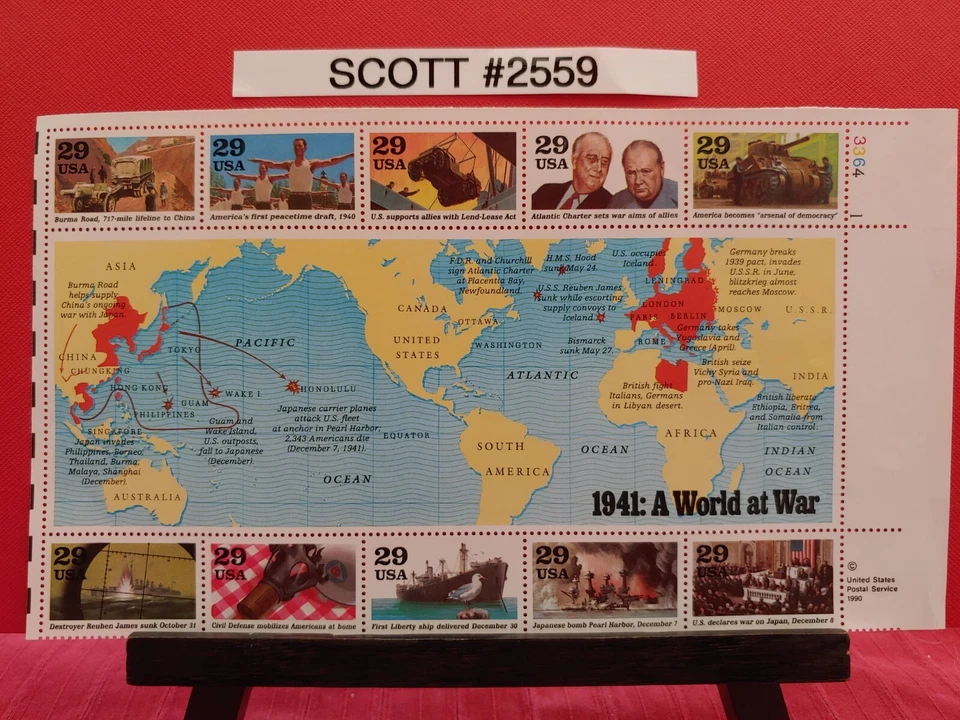 SCOTT #2559
29
USA
Burma Road, 717-mile lifeline to China
29
USA
America's first peacetime draft, 1940
29
USA
U.S. supports allies with Lend-Lease Act
29
USA
Atlantic Charter sets war aims of allies
29
USA
America becomes "arsenal of democracy"
3364
1
ASIA
Burma Road
helps supply
China's ongoing
war with Japan.
CHINA
CHUNGKING
HONG KONG
TOKYO
PACIFIC
WAKE I
GUAM
PHILIPPINES
HONOLULU
SINGAPORE
Japan invades
Philippines, Borneo,
Thailand, Burma,
Malaya, Shanghai
(December).
Guam and
Wake Island,
U.S. outposts,
fall to Japanese
(December).
Japanese carrier planes
attack U.S. fleet
at anchor in Pearl Harbor;
2,343 Americans die
(December 7, 1941).
OCEAN
AUSTRALIA
EQUATOR
F.D.R. and Churchill
sign Atlantic Charter
at Placentia Bay,
Newfoundland.
CANADA
OTTAWA
UNITED
STATES
WASHINGTON
ATLANTIC
OCEAN
SOUTH
AMERICA
H.M.S. Hood
sunk May 24.
U.S.S. Reuben James
sunk while escorting
supply convoys to
Iceland.
Bismarck
sunk May 27.
U.S. occupies
Iceland
LENINGRAD
LONDON
PARIS
BERLIN
ROME
MOSCOW
U.S.S.R.
Germany breaks
1939 pact, invades
U.S.S.R. in June,
blitzkrieg almost
reaches Moscow.
Germany takes
Yugoslavia and
Greece (April).
British seize
Vichy Syria and
pro-Nazi Iraq.
INDIA
British fight
Italians, Germans
in Libyan desert.
British liberate
Ethiopia, Eritrea,
and Somalia from
Italian control.
AFRICA
INDIAN
OCEAN
1941: A World at War
29
USA
Destroyer Reuben James sunk October 31
29
USA
Civil Defense mobilizes Americans at home
29
USA
First Liberty ship delivered December 30
29
USA
Japanese bomb Pearl Harbor, December 7
29
USA
U.S. declares war on Japan, December 8
©
United States
Postal Service
1990